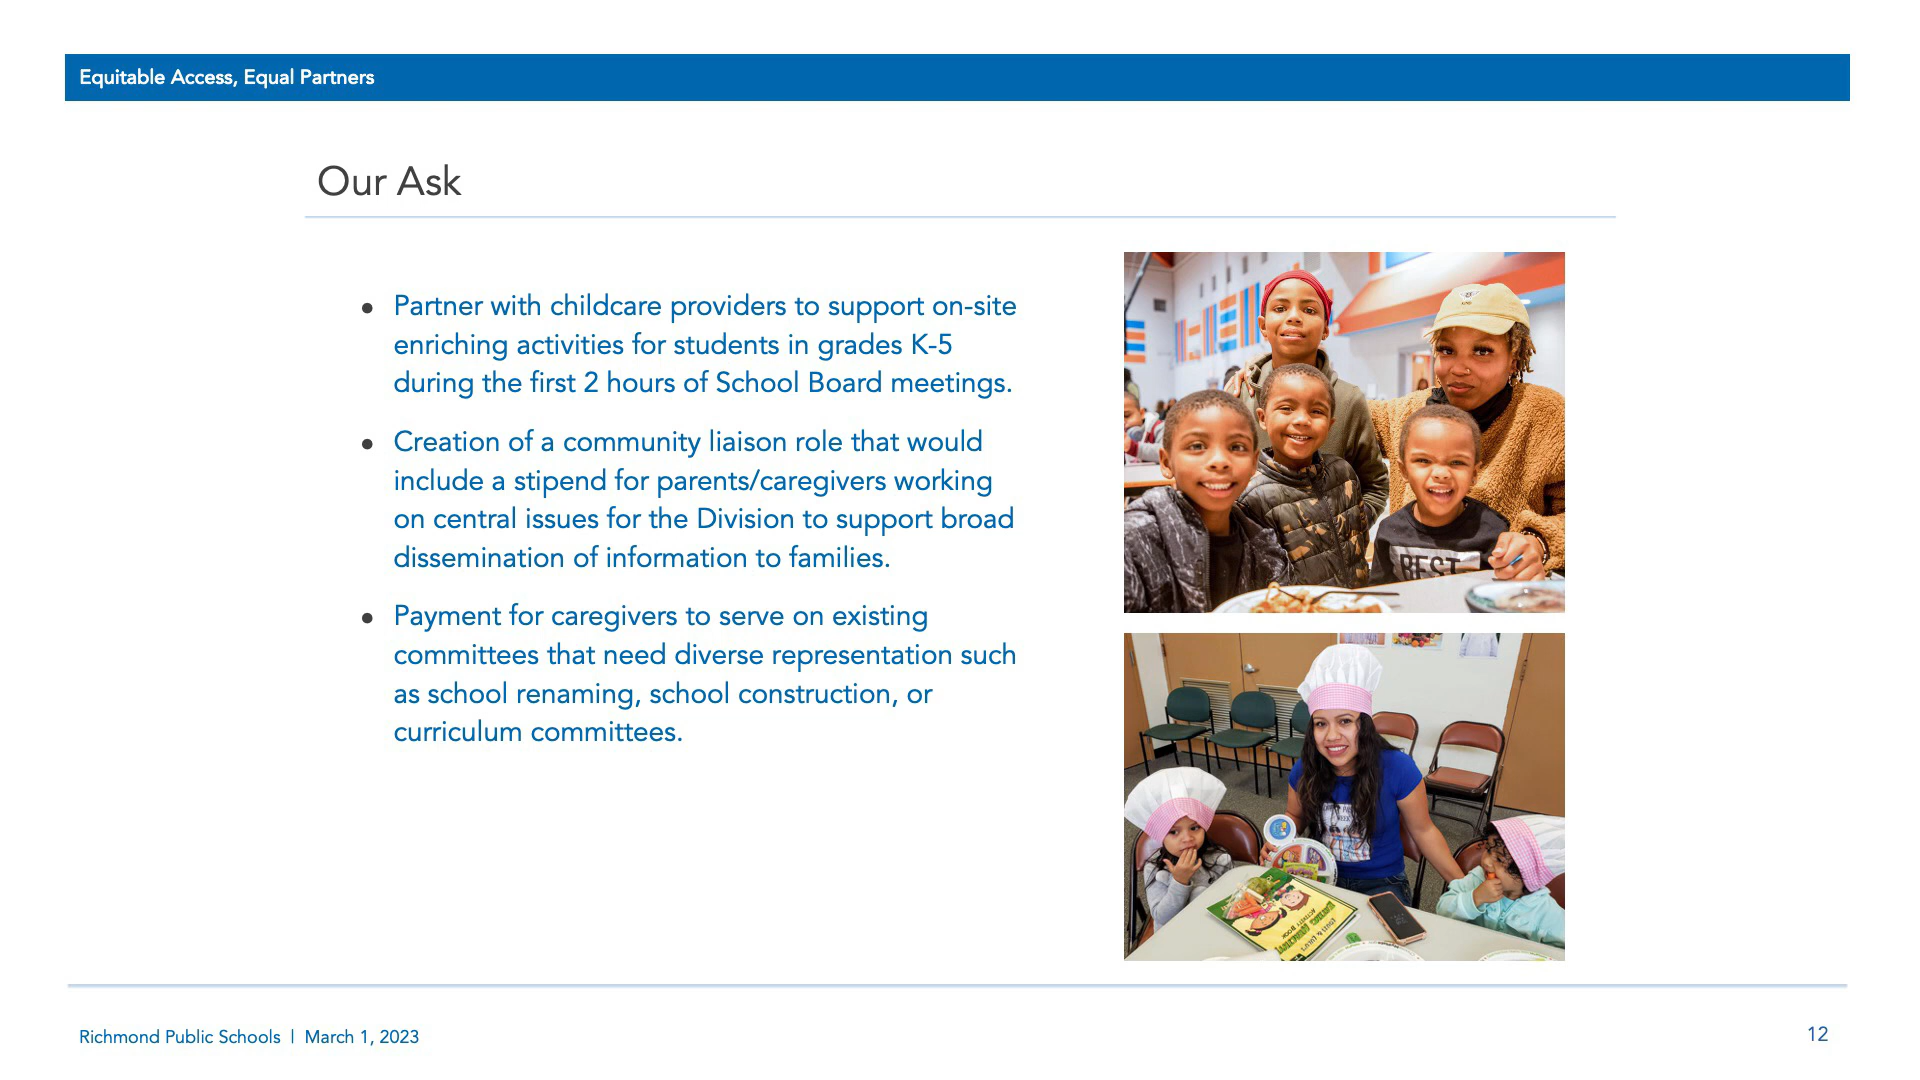 Equitable Access, Equal Partners
Our Ask
● Partner with childcare providers to support on-site
enriching activities for students in grades K-5
during the first 2 hours of School Board meetings.
● Creation of a community liaison role that would
include a stipend for parents/caregivers working
on central issues for the Division to support broad
dissemination of information to families.
● Payment for caregivers to serve on existing
committees that need diverse representation such
as school renaming, school construction, or
curriculum committees.
BEST
WEEK
ACTIVITY BOOK
Richmond Public Schools | March 1, 2023
12